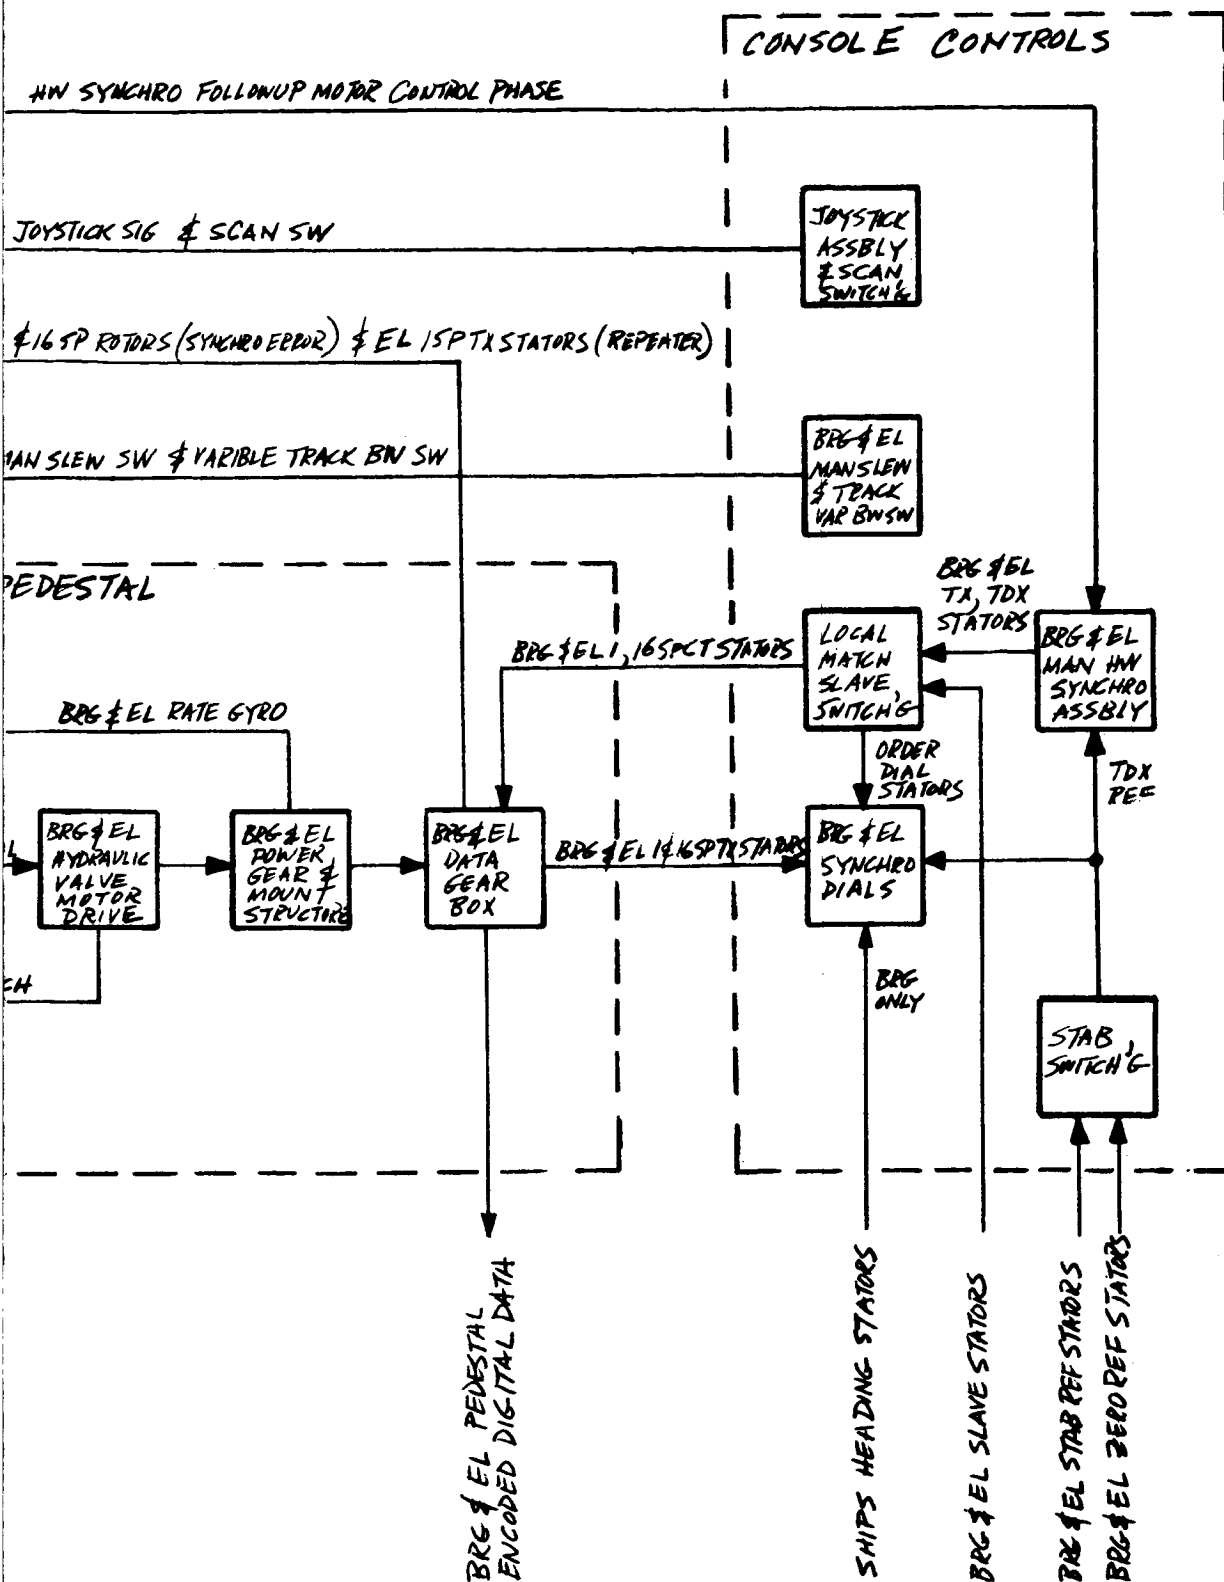 CONSOLE CONTROLS
HW SYNCHRO FOLLOWUP MOTOR CONTROL PHASE
JOYSTICK SIG & SCAN SW
JOYSTICK
ASSBLY
& SCAN
SWITCH'G
& 16 SP ROTORS (SYNCHRO ERROR) & EL 1SP TX STATORS (REPEATER)
MAN SLEW SW & VARIBLE TRACK BW SW
BRG & EL
MAN SLEW
& TRACK
VAR BW SW
PEDESTAL
BRG & EL
TX, TDX
STATORS
BRG & EL 1, 16 SPCT STATORS
LOCAL
MATCH
SLAVE,
SWITCH'G
BRG & EL
MAN HW
SYNCHRO
ASSBLY
BRG & EL RATE GYRO
ORDER
DIAL
STATORS
TDX
REF
BRG & EL
HYDRAULIC
VALVE
MOTOR
DRIVE
BRG & EL
POWER
GEAR &
MOUNT
STRUCTURE
BRG & EL
DATA
GEAR
BOX
BRG & EL 1 & 16 SPTX STATORS
BRG & EL
SYNCHRO
DIALS
CH
BRG
ONLY
STAB
SWITCH'G
BRG & EL PEDESTAL
ENCODED DIGITAL DATA
SHIPS HEADING STATORS
BRG & EL SLAVE STATORS
BRG & EL STAB REF STATORS
BRG & EL ZERO REF STATORS